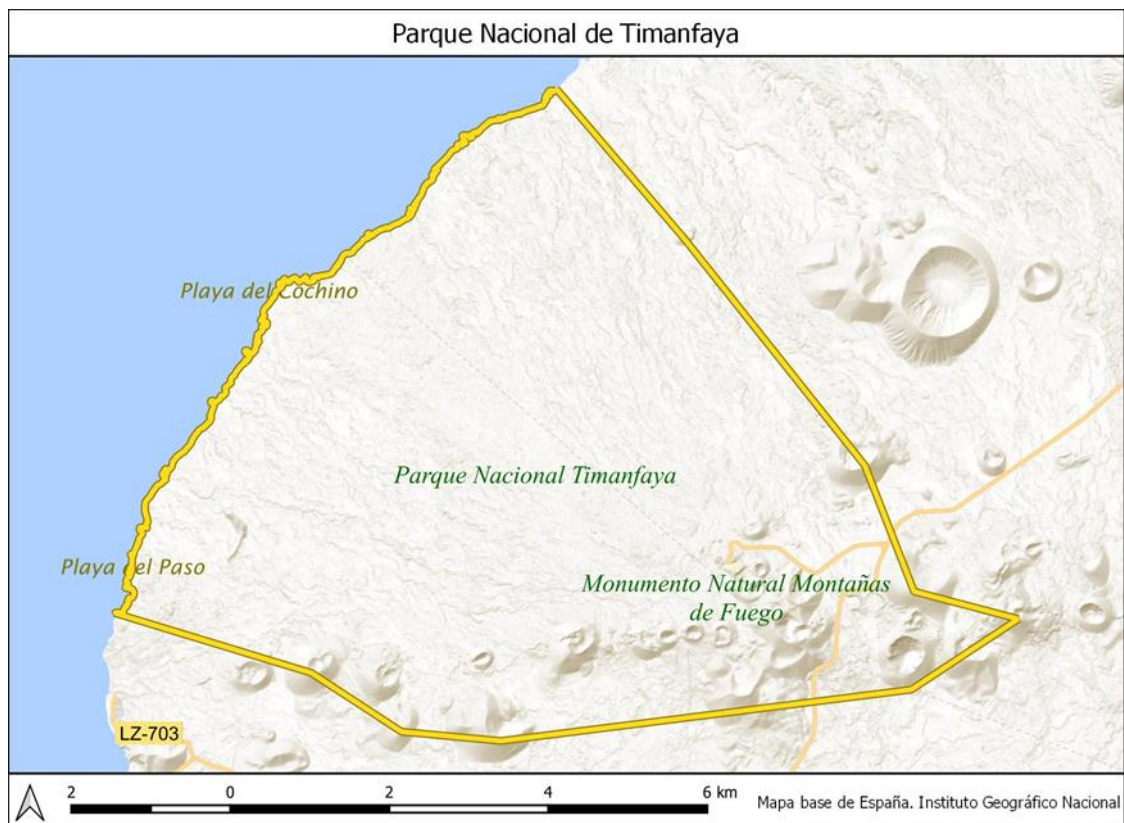 Parque Nacional de Timanfaya
Playa del Cochino
Parque Nacional Timanfaya
Playa del Paso
Monumento Natural Montañas
de Fuego
LZ-703
2 0 2 4 6 km
Mapa base de España. Instituto Geográfico Nacional